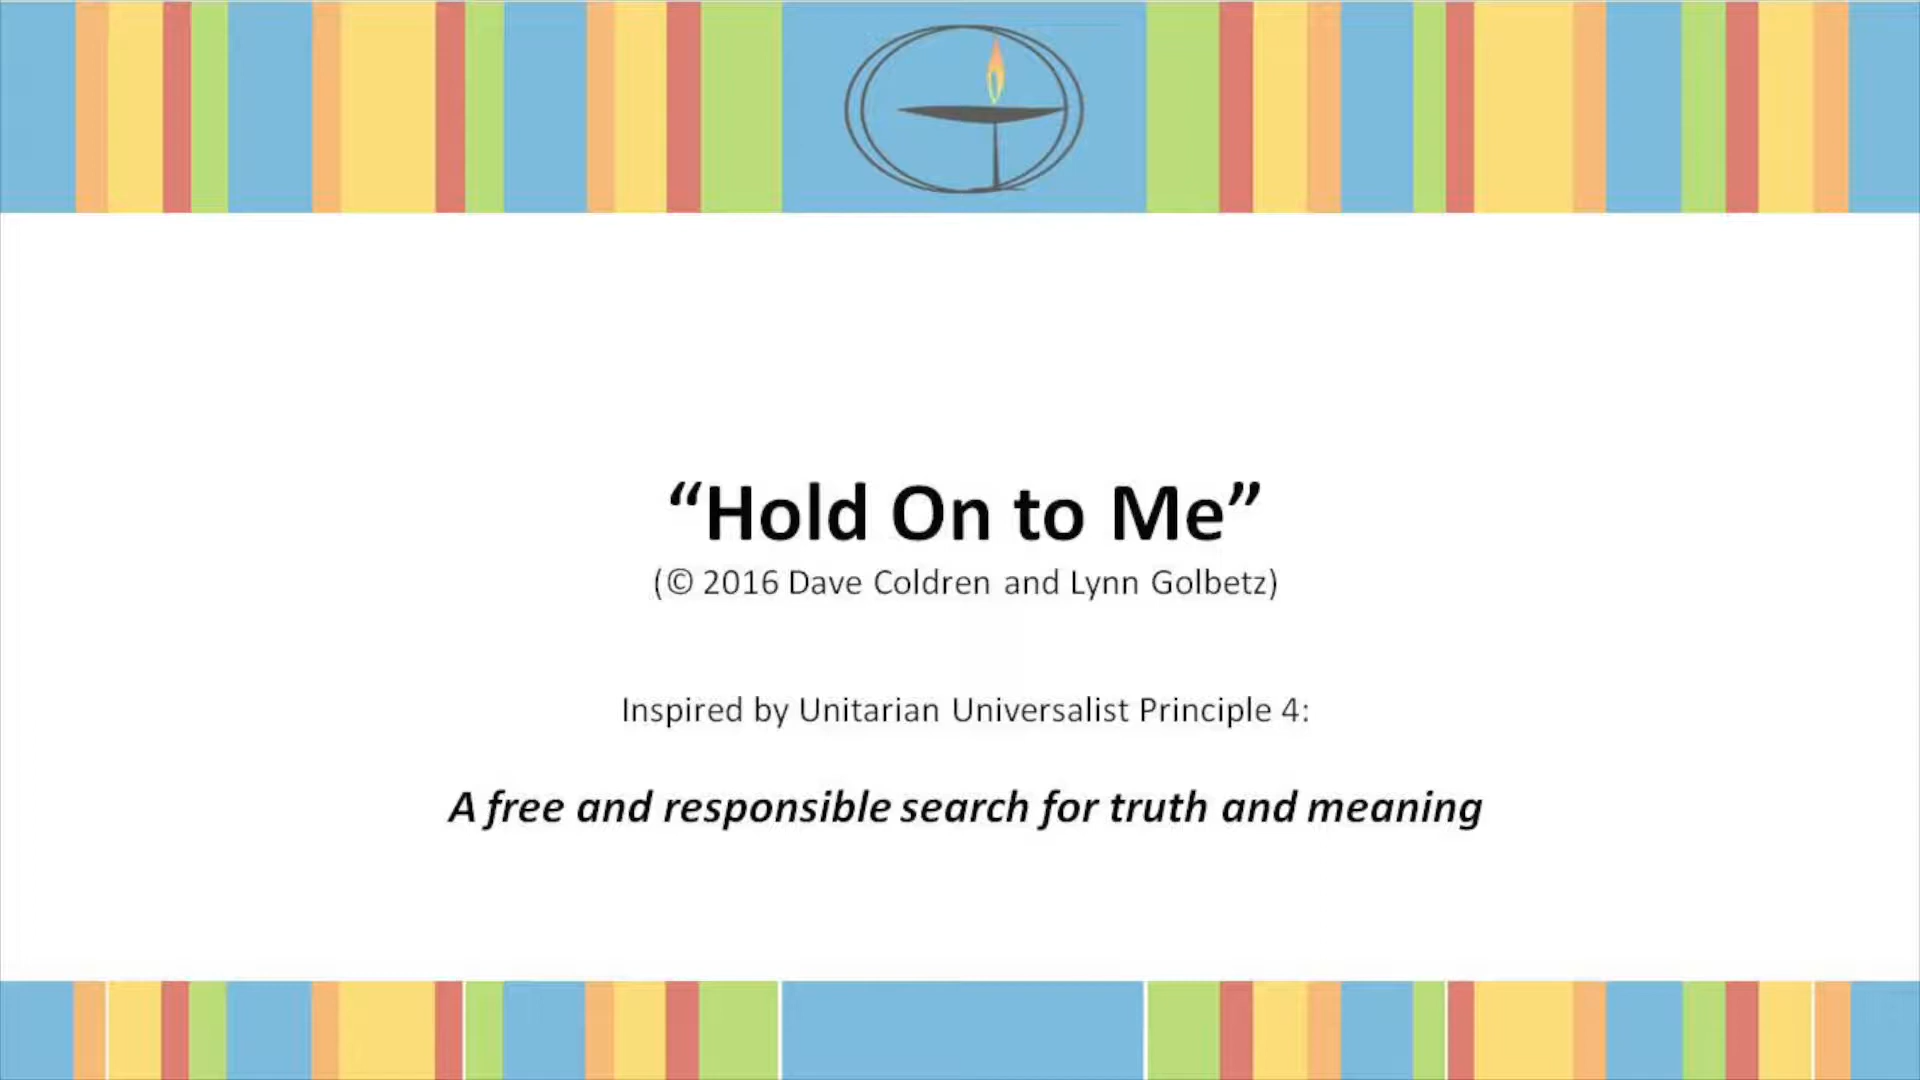 “Hold On to Me”
(© 2016 Dave Coldren and Lynn Golbetz)
Inspired by Unitarian Universalist Principle 4:
A free and responsible search for truth and meaning